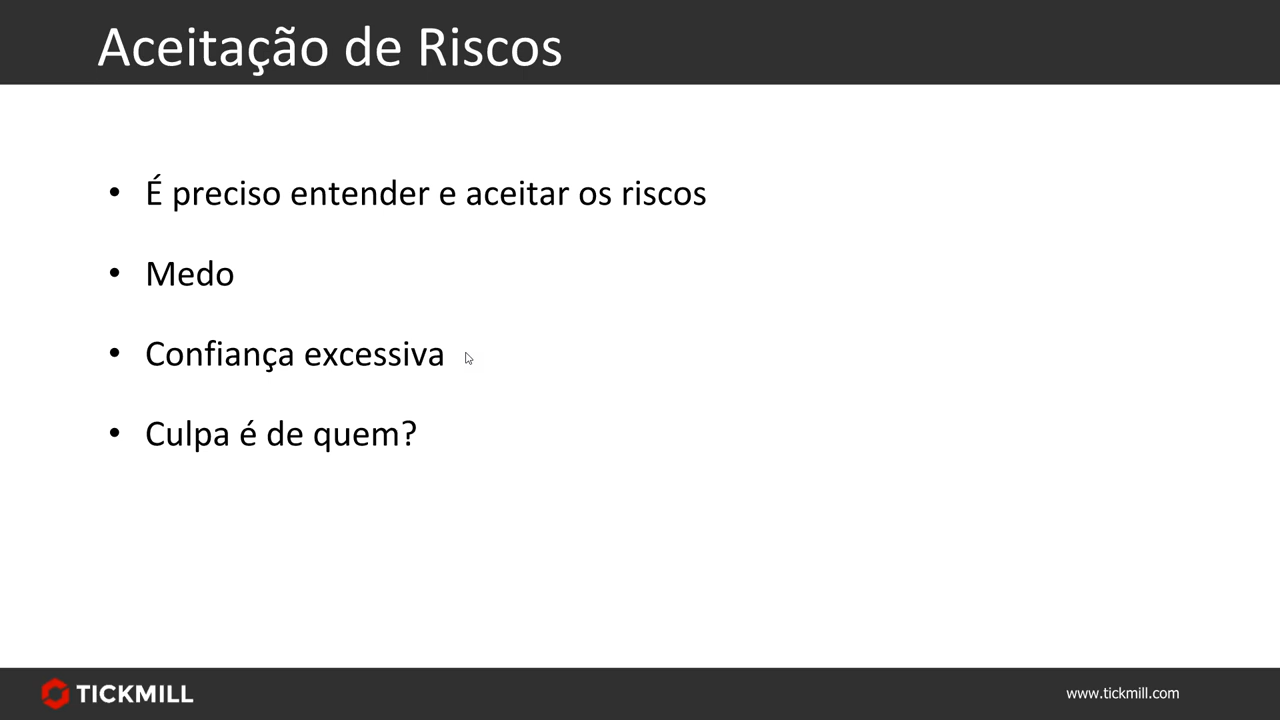 Aceitação de Riscos
• É preciso entender e aceitar os riscos
• Medo
• Confiança excessiva
• Culpa é de quem?
TICKMILL
www.tickmill.com